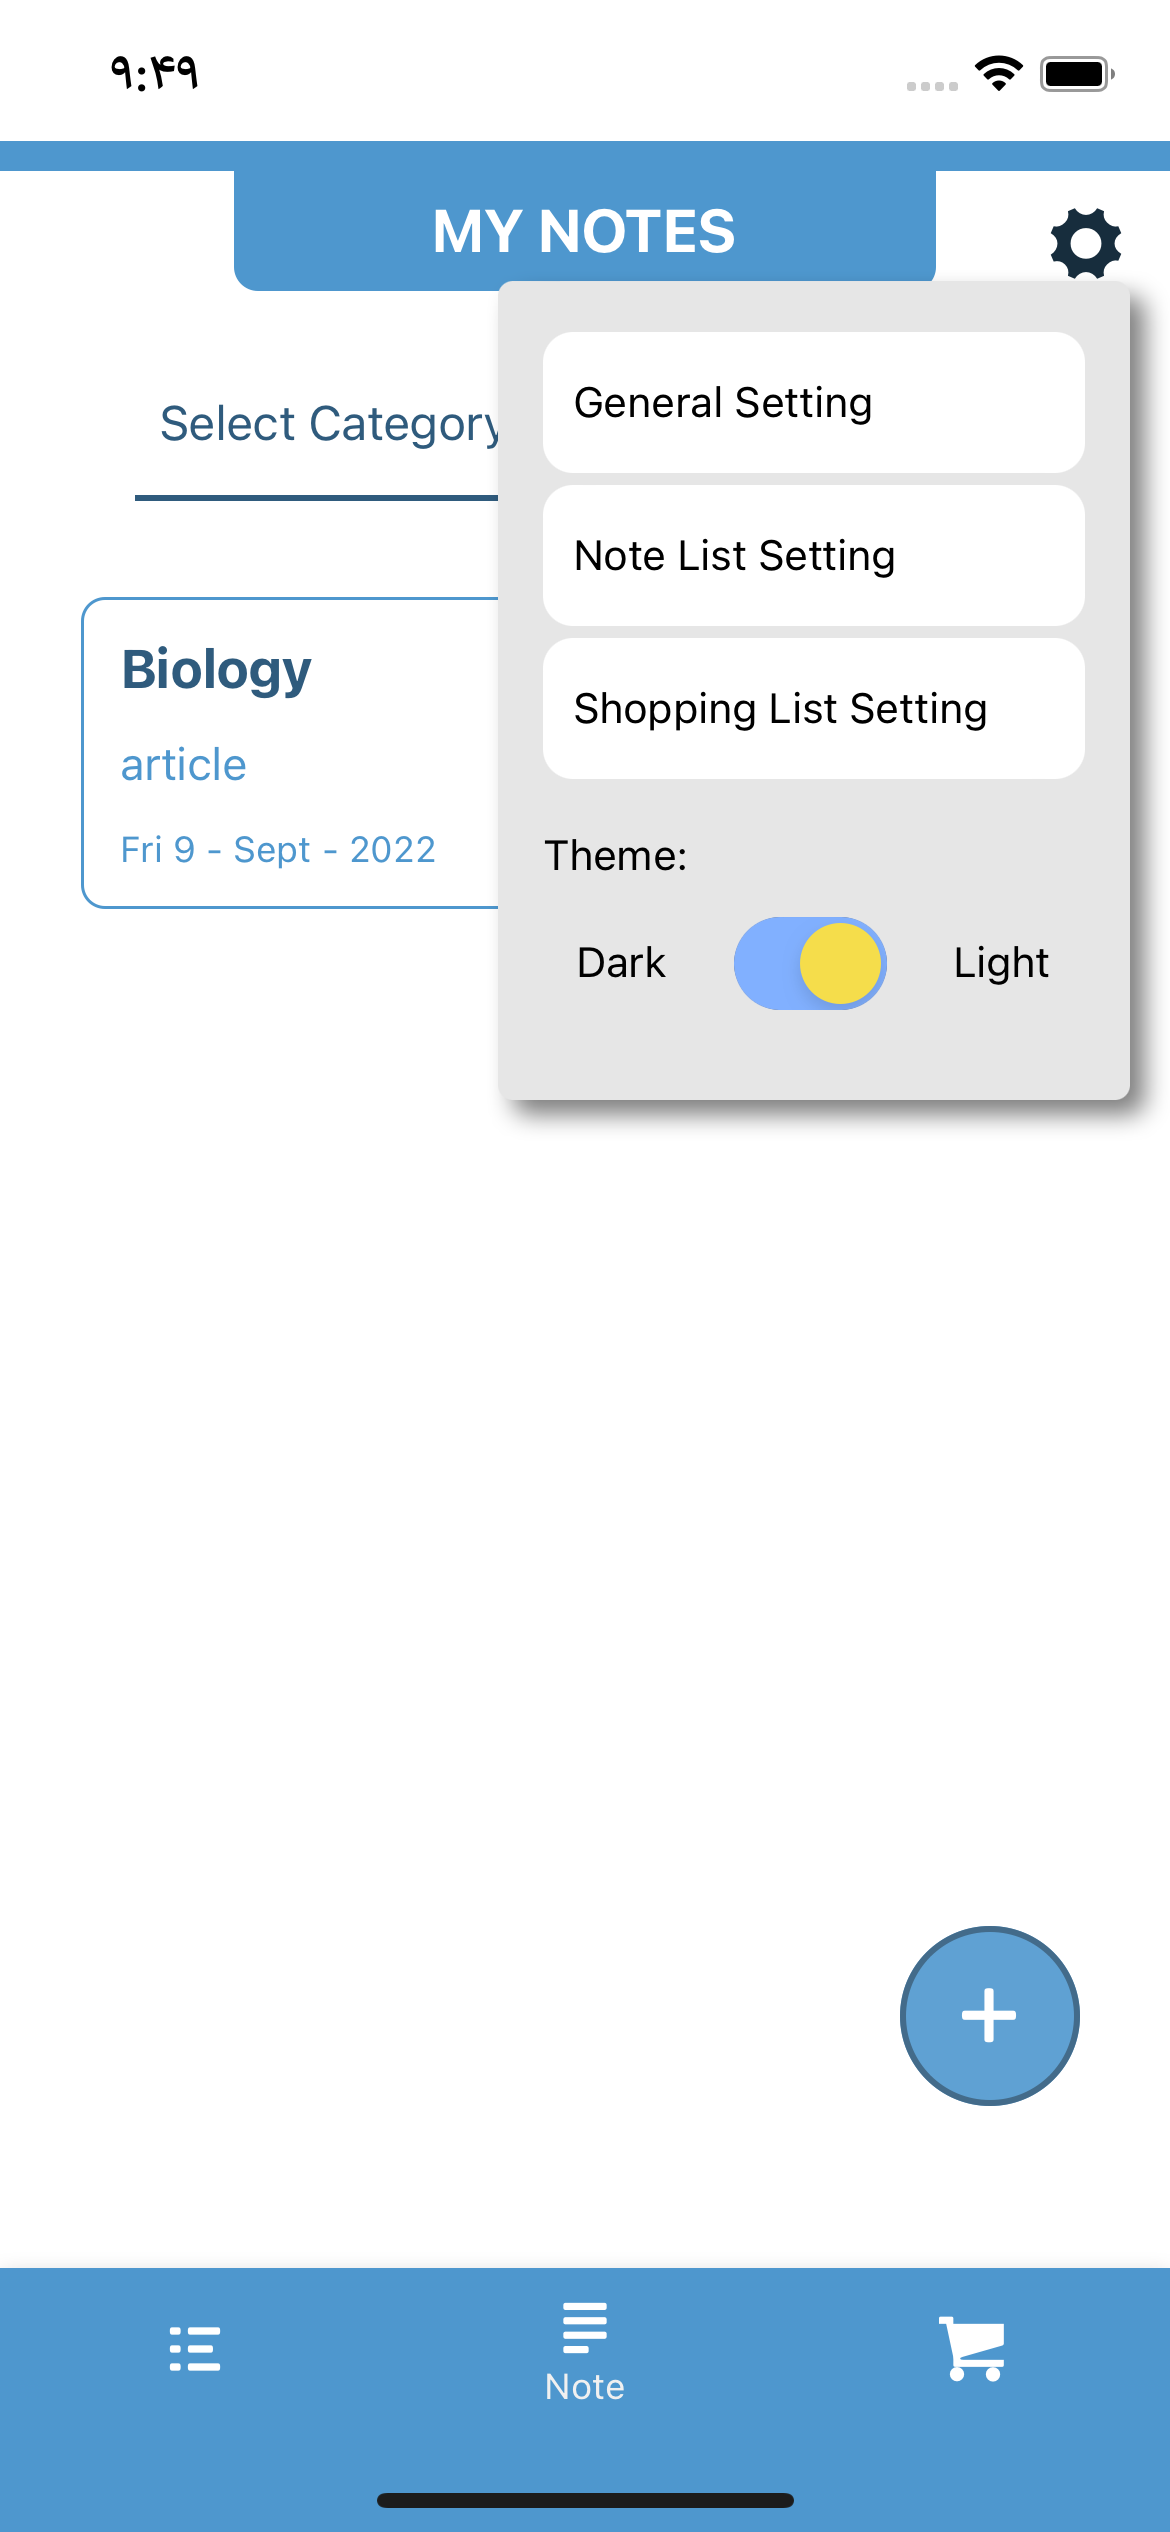 ۹:۴۹
MY NOTES
Select Category
General Setting
Note List Setting
Shopping List Setting
Theme:
Dark Light
Biology
article
Fri 9 - Sept - 2022
Note